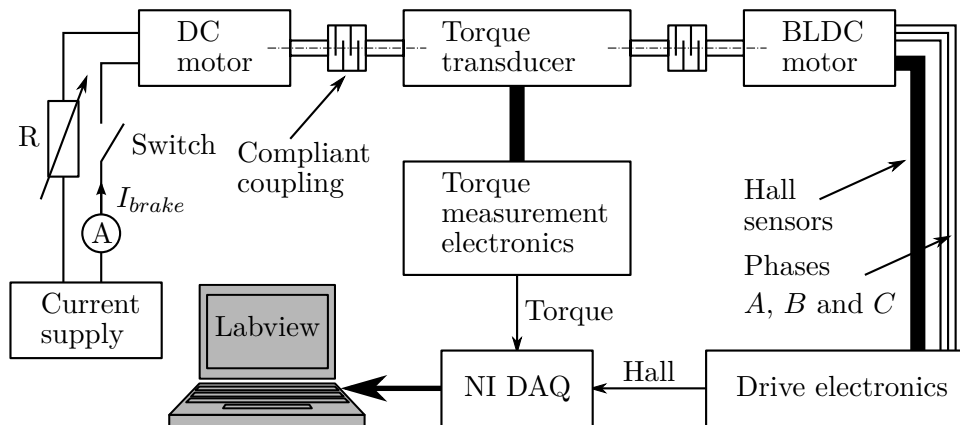 DC
motor
Torque
transducer
BLDC
motor
R
Switch
Compliant
coupling
I_brake
A
Torque
measurement
electronics
Hall
sensors
Phases
A, B and C
Current
supply
Labview
Torque
NI DAQ
Hall
Drive electronics